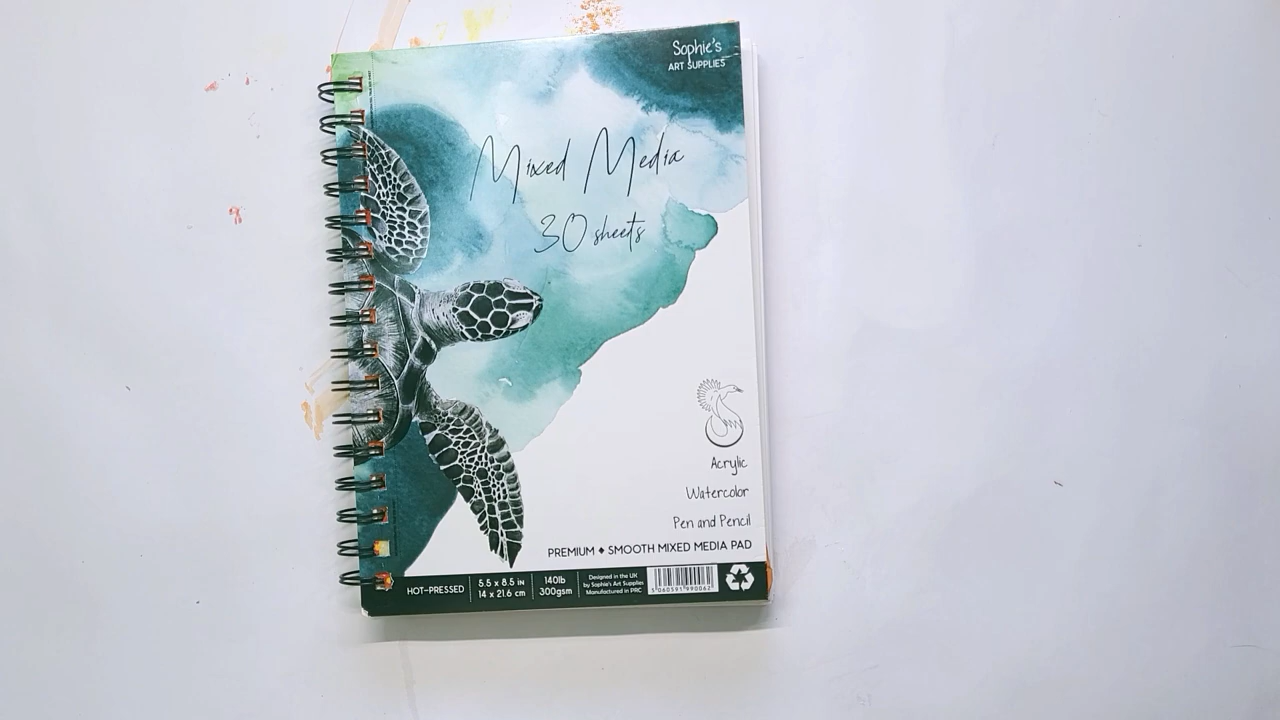 Sophie's
ART SUPPLIES
Mixed Media
30 sheets
Acrylic
Watercolor
Pen and Pencil
PREMIUM ♦ SMOOTH MIXED MEDIA PAD
HOT-PRESSED
5.5 x 8.5 in
14 x 21.6 cm
140lb
300gsm
Designed in the UK
by Sophie's Art Supplies
Manufactured in PRC
5060591990062